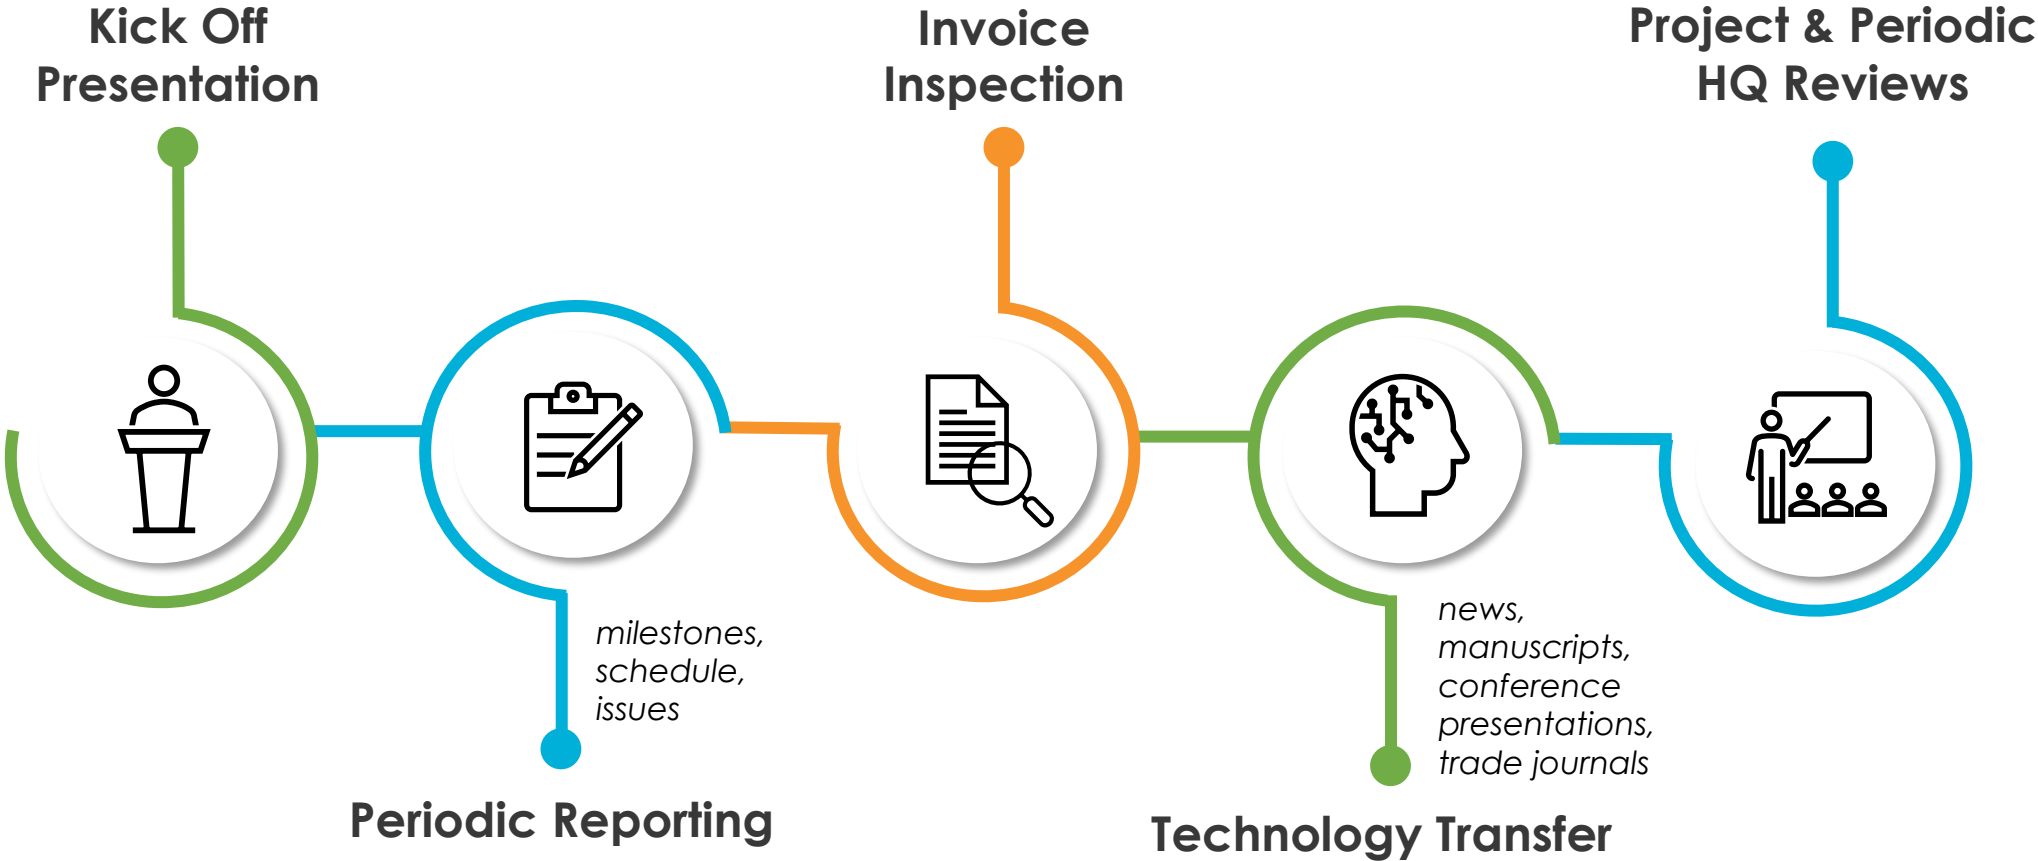 Kick Off
Presentation
Invoice
Inspection
Project & Periodic
HQ Reviews
milestones,
schedule,
issues
Periodic Reporting
news,
manuscripts,
conference
presentations,
trade journals
Technology Transfer